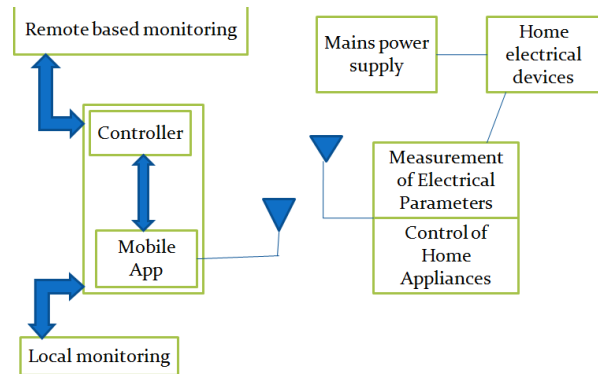 Remote based monitoring
Mains power
supply
Home
electrical
devices
Controller
Measurement
of Electrical
Parameters
Mobile
App
Control of
Home
Appliances
Local monitoring